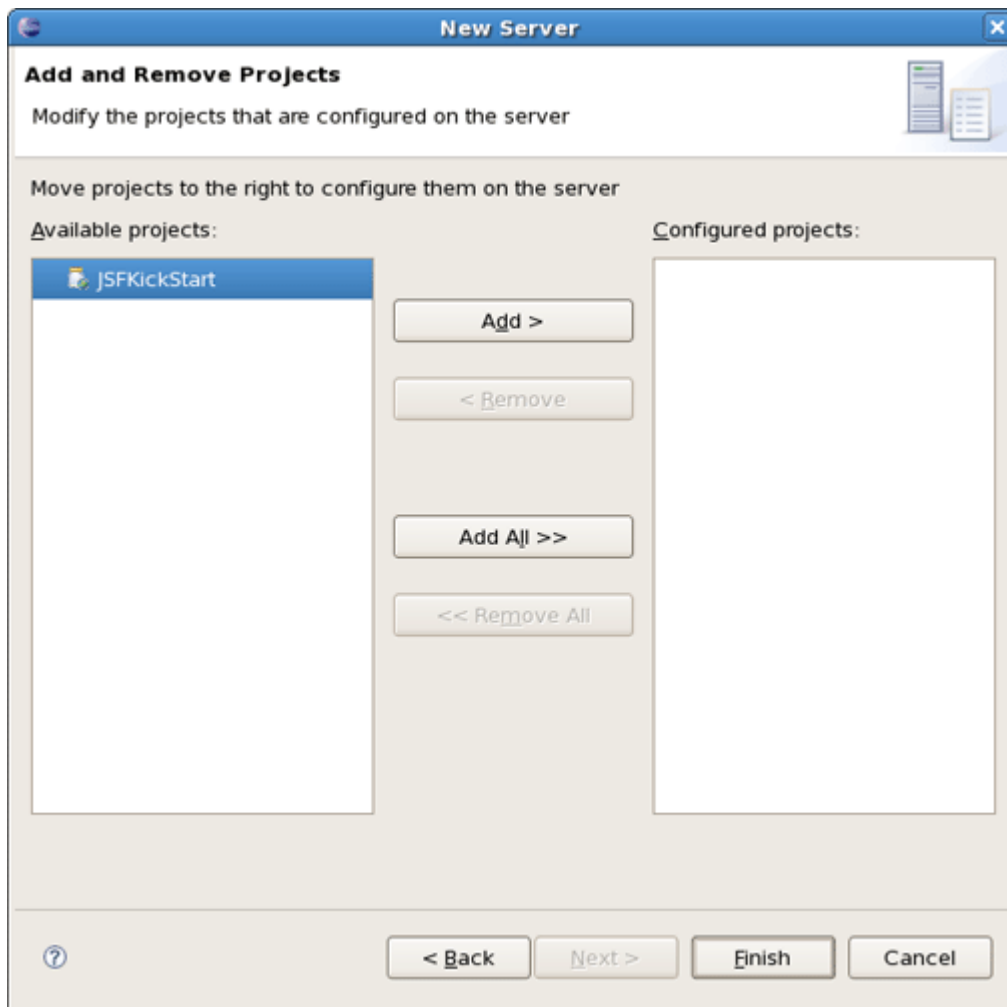 New Server
Add and Remove Projects
Modify the projects that are configured on the server
Move projects to the right to configure them on the server
Available projects:
Configured projects:
JSFKickStart
Add >
< Remove
Add All >>
<< Remove All
?
< Back
Next >
Finish
Cancel